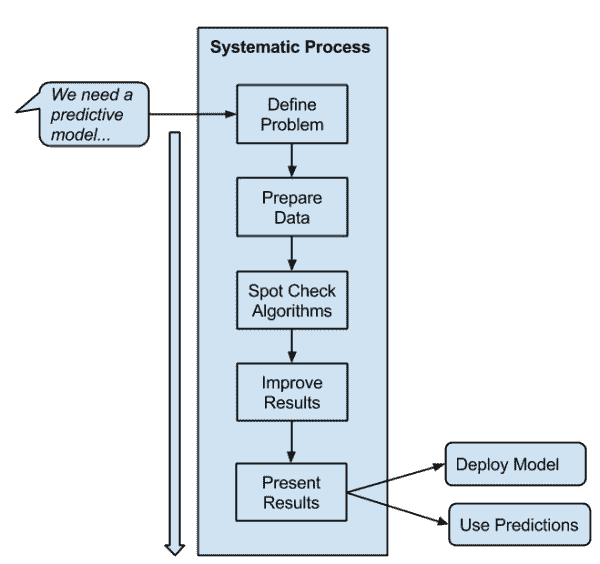 Systematic Process
We need a
predictive
model...
Define
Problem
Prepare
Data
Spot Check
Algorithms
Improve
Results
Present
Results
Deploy Model
Use Predictions